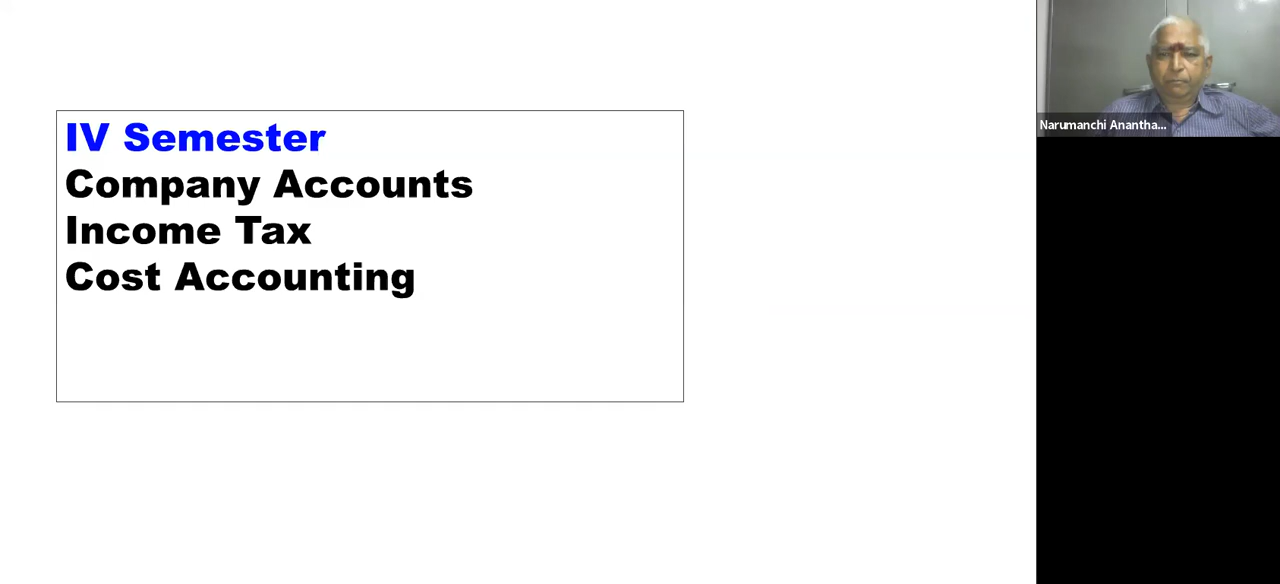 IV Semester
Company Accounts
Income Tax
Cost Accounting
Narumanchi Anantha...